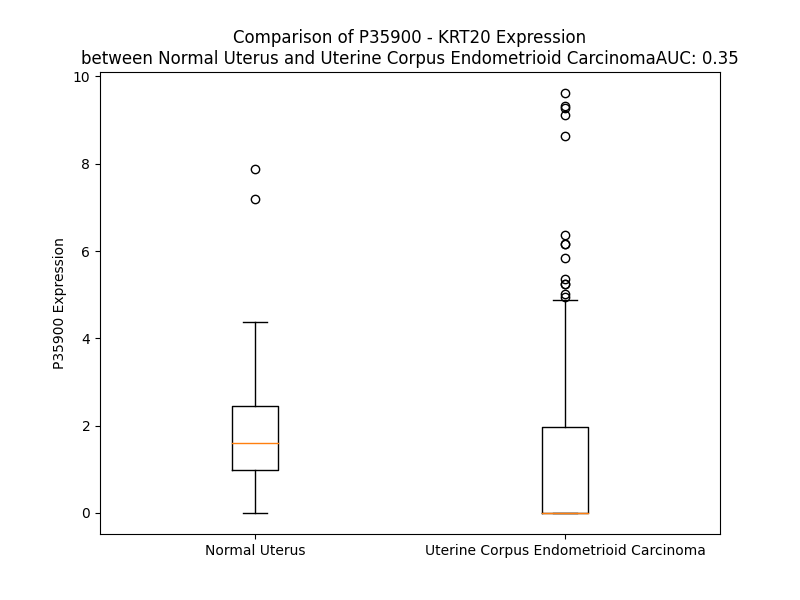 Comparison of P35900 - KRT20 Expression
between Normal Uterus and Uterine Corpus Endometrioid CarcinomaAUC: 0.35
10
8
6
4
2
0
P35900 Expression
Normal Uterus
Uterine Corpus Endometrioid Carcinoma